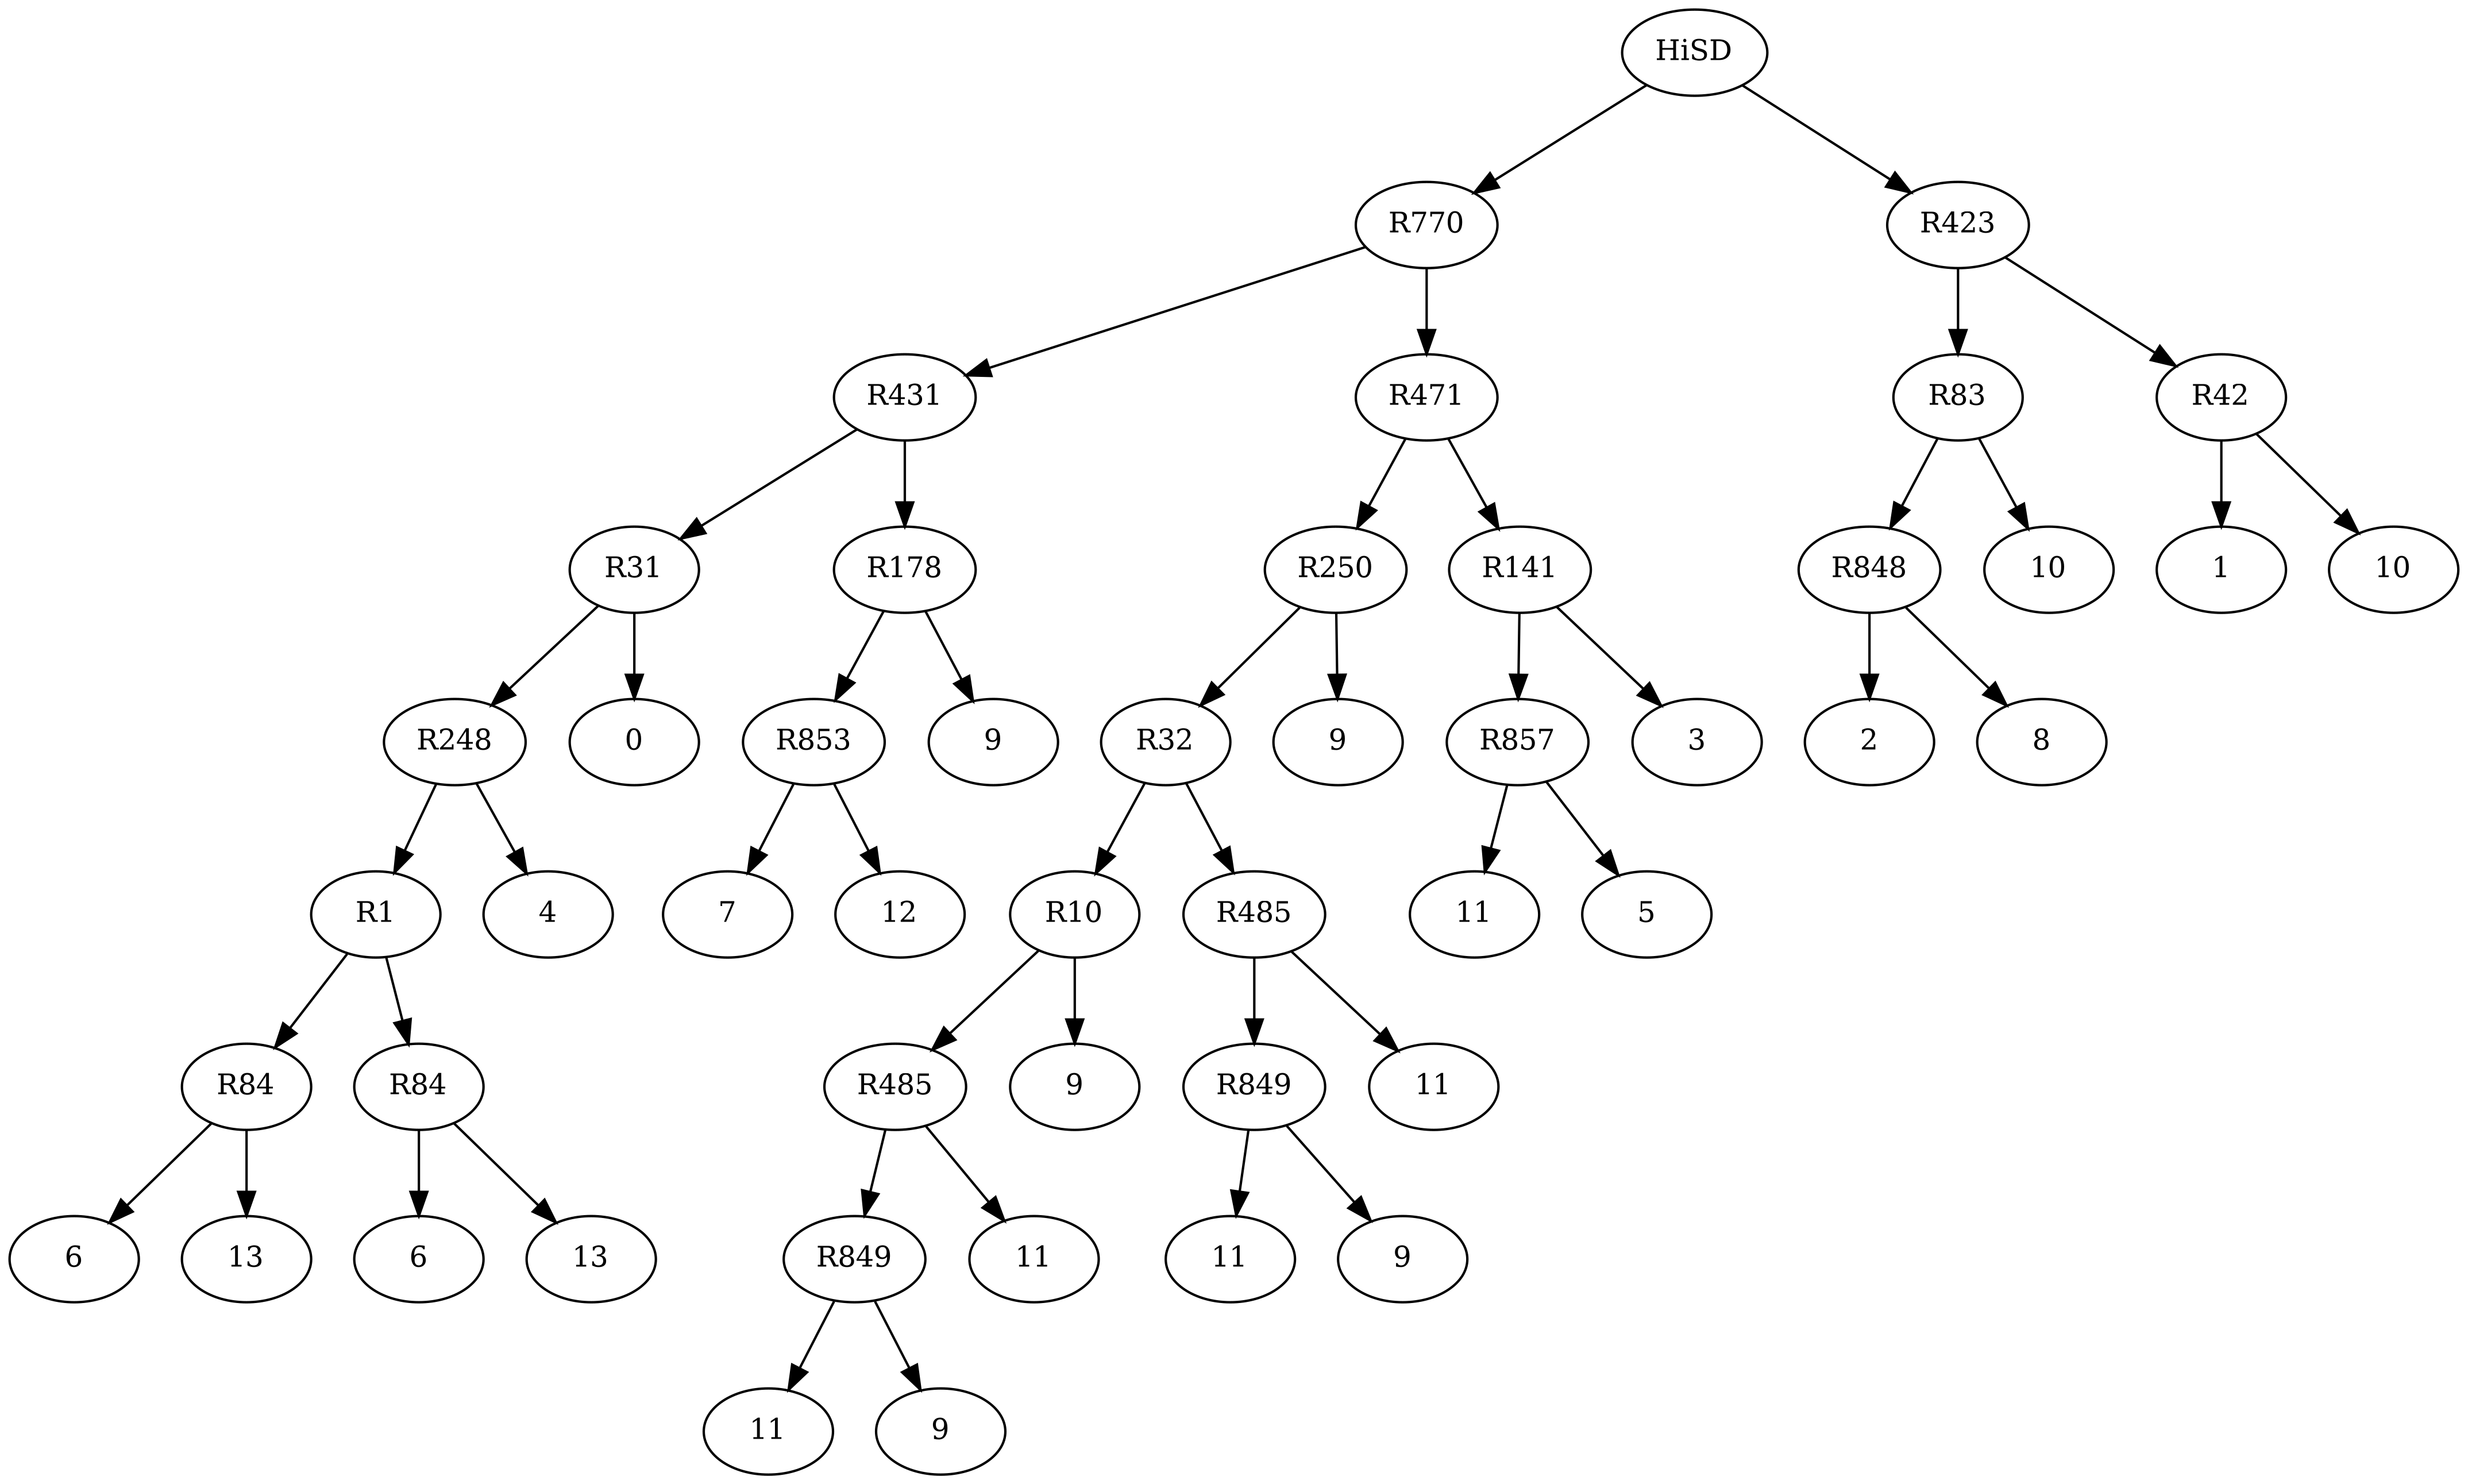 HiSD
R770 R423
R431 R471 R83 R42
R31 R178 R250 R141 R848 10 1 10
R248 0 R853 9 R32 9 R857 3 2 8
R1 4 7 12 R10 R485 11 5
R84 R84 R485 9 R849 11
6 13 6 13 R849 11 11 9
11 9